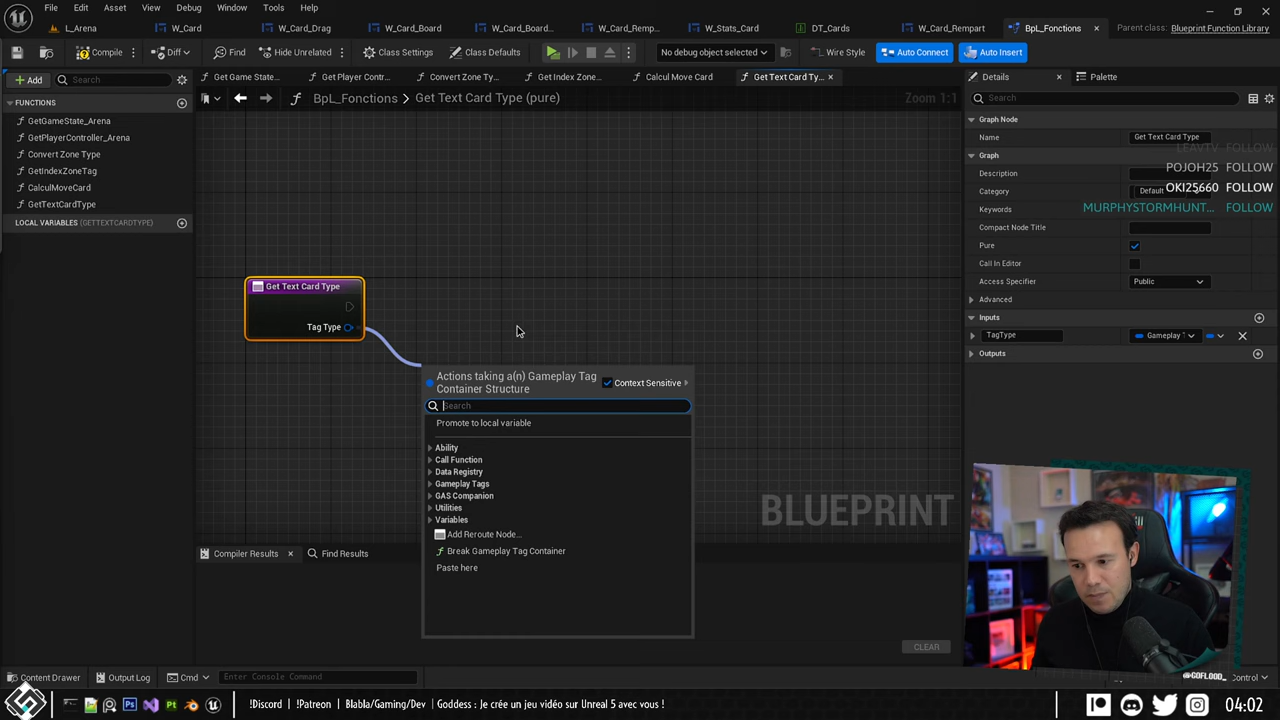 File Edit Asset View Debug Window Tools Help
L_Arena W_Card W_Card_Drag W_Card_Board W_Card_Board... W_Card_Remp... W_Stats_Card DT_Cards W_Card_Rempart BpL_Fonctions Parent class: Blueprint Function Library
Compile Diff Find Hide Unrelated Class Settings Class Defaults No debug object selected Wire Style Auto Connect Auto Insert
Add Search Get Game State... Get Player Contr... Convert Zone Ty... Get Index Zone... Calcul Move Card Get Text Card Ty... Details Palette
BpL_Fonctions > Get Text Card Type (pure) Zoom 1:1 Search
FUNCTIONS
GetGameState_Arena
GetPlayerController_Arena
Convert Zone Type
GetIndexZoneTag
CalculMoveCard
GetTextCardType
LOCAL VARIABLES (GETTEXTCARDTYPE)
Get Text Card Type
Tag Type
Actions taking a(n) Gameplay Tag
Container Structure
Context Sensitive
Search
Promote to local variable
Ability
Call Function
Data Registry
Gameplay Tags
GAS Companion
Utilities
Variables
Add Reroute Node...
Break Gameplay Tag Container
Paste here
BLUEPRINT
Graph Node
Name Get Text Card Type
LEAVTV FOLLOW
Graph
Description POJOH25 FOLLOW
Category Default OKI25660 FOLLOW
Keywords MURPHYSTORMHUNT... FOLLOW
Compact Node Title
Pure
Call In Editor
Access Specifier Public
Advanced
Inputs
TagType Gameplay T
Outputs
Compiler Results Find Results
CLEAR
Content Drawer Output Log Cmd Enter Console Command
!Discord !Patreon Blabla/Gaming/Dev Goddess : Je crée un jeu vidéo sur Unreal 5 avec vous ! 04:02